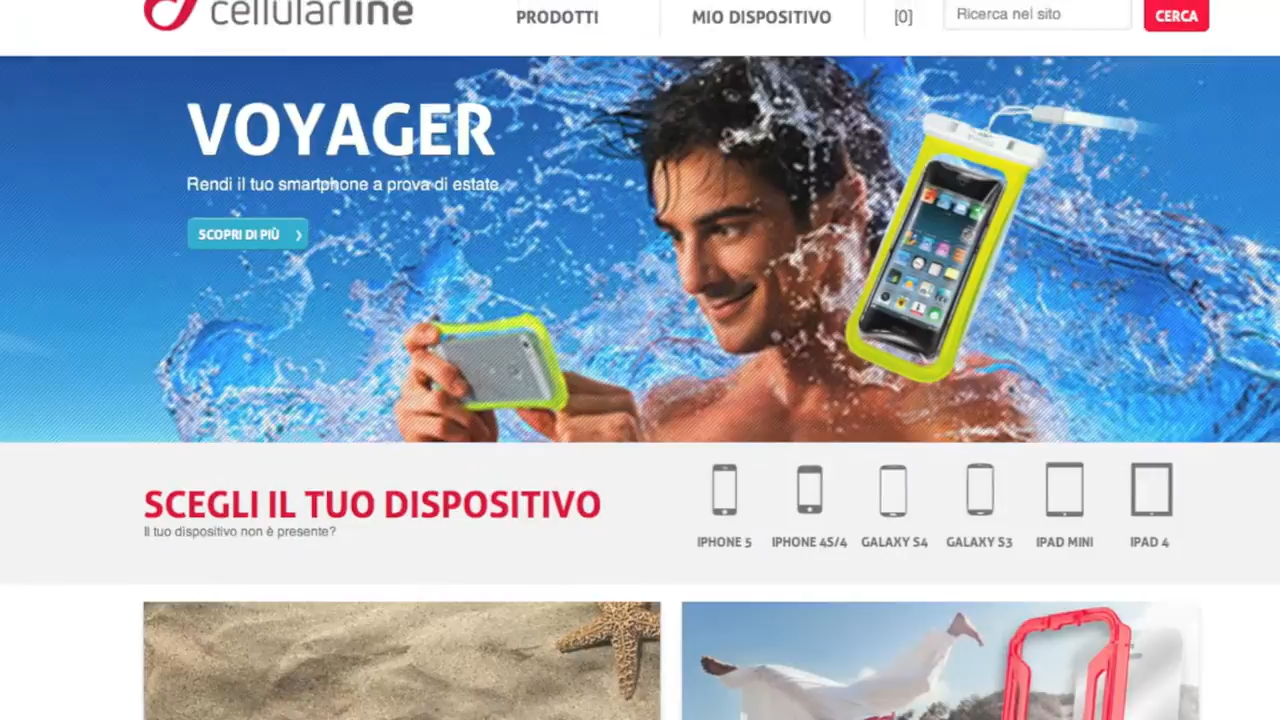 cellularline
PRODOTTI
MIO DISPOSITIVO
[0]
Ricerca nel sito
CERCA
VOYAGER
Rendi il tuo smartphone a prova di estate
SCOPRI DI PIÙ
SCEGLI IL TUO DISPOSITIVO
Il tuo dispositivo non è presente?
IPHONE 5
IPHONE 4S/4
GALAXY S4
GALAXY S3
IPAD MINI
IPAD 4